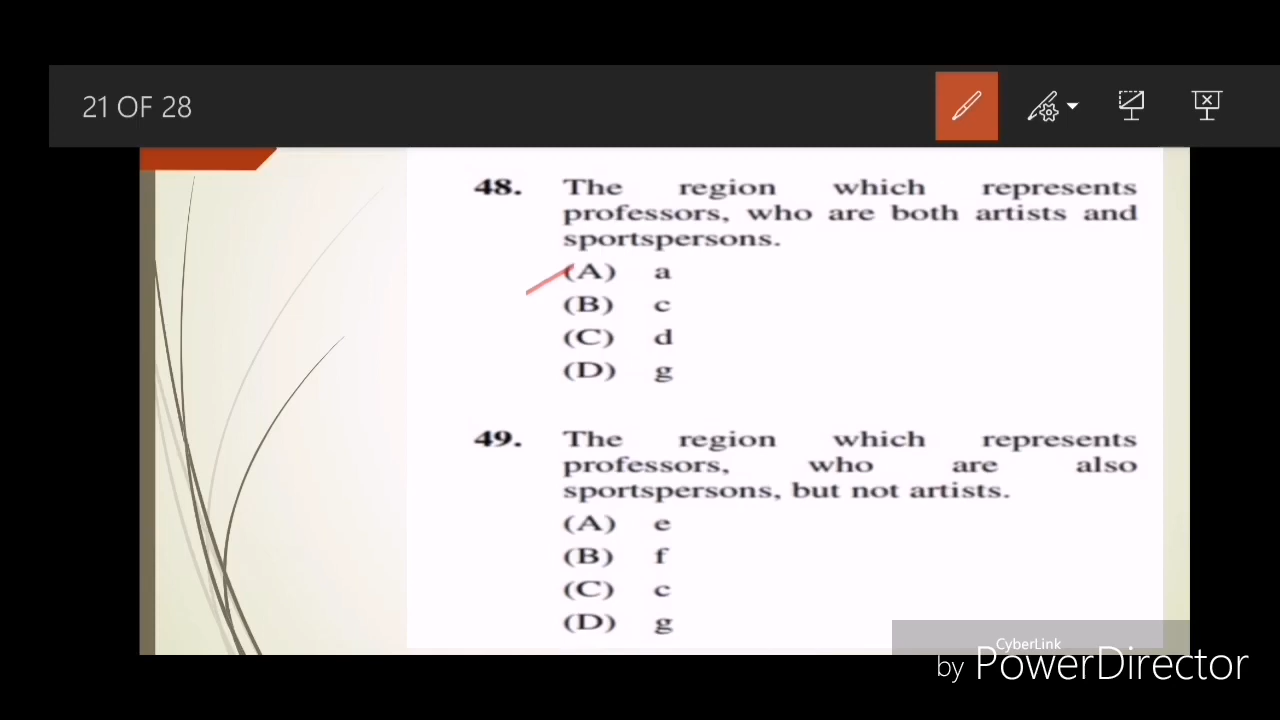 21 OF 28
48. The region which represents
professors, who are both artists and
sportspersons.
(A) a
(B) c
(C) d
(D) g
49. The region which represents
professors, who are also
sportspersons, but not artists.
(A) e
(B) f
(C) c
(D) g
CyberLink
by PowerDirector